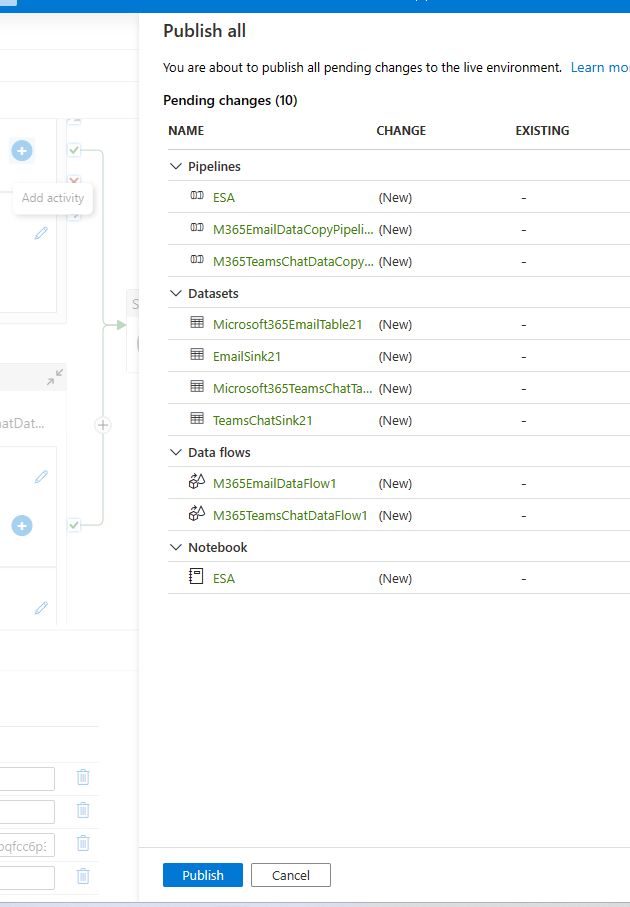 Publish all
You are about to publish all pending changes to the live environment. Learn mo
Pending changes (10)
NAME CHANGE EXISTING
Pipelines
ESA (New) -
M365EmailDataCopyPipeli... (New) -
M365TeamsChatDataCopy... (New) -
Datasets
Microsoft365EmailTable21 (New) -
EmailSink21 (New) -
Microsoft365TeamsChatTa... (New) -
TeamsChatSink21 (New) -
Data flows
M365EmailDataFlow1 (New) -
M365TeamsChatDataFlow1 (New) -
Notebook
ESA (New) -
Publish Cancel
Add activity
S
atDat...